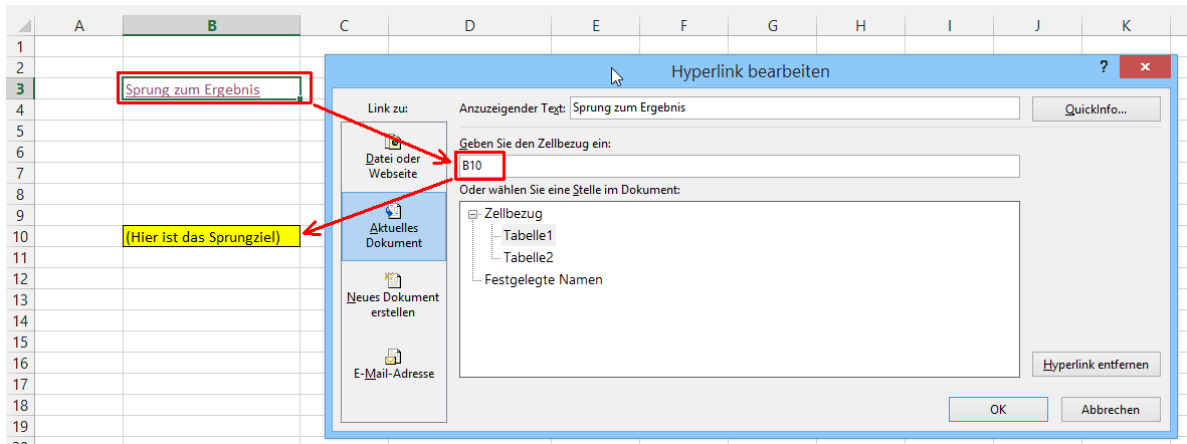 A B C D E F G H I J K
1
2
Hyperlink bearbeiten ? ×
3 Sprung zum Ergebnis
Link zu: Anzuzeigender Text: Sprung zum Ergebnis QuickInfo...
4
5
Geben Sie den Zellbezug ein:
6
Datei oder
Webseite
B10
7
Oder wählen Sie eine Stelle im Dokument:
8
9
Zellbezug
Aktuelles
Dokument
Tabelle1
10 (Hier ist das Sprungziel)
Tabelle2
11
Festgelegte Namen
12
Neues Dokument
erstellen
13
14
15
16
E-Mail-Adresse
Hyperlink entfernen
17
18
OK Abbrechen
19